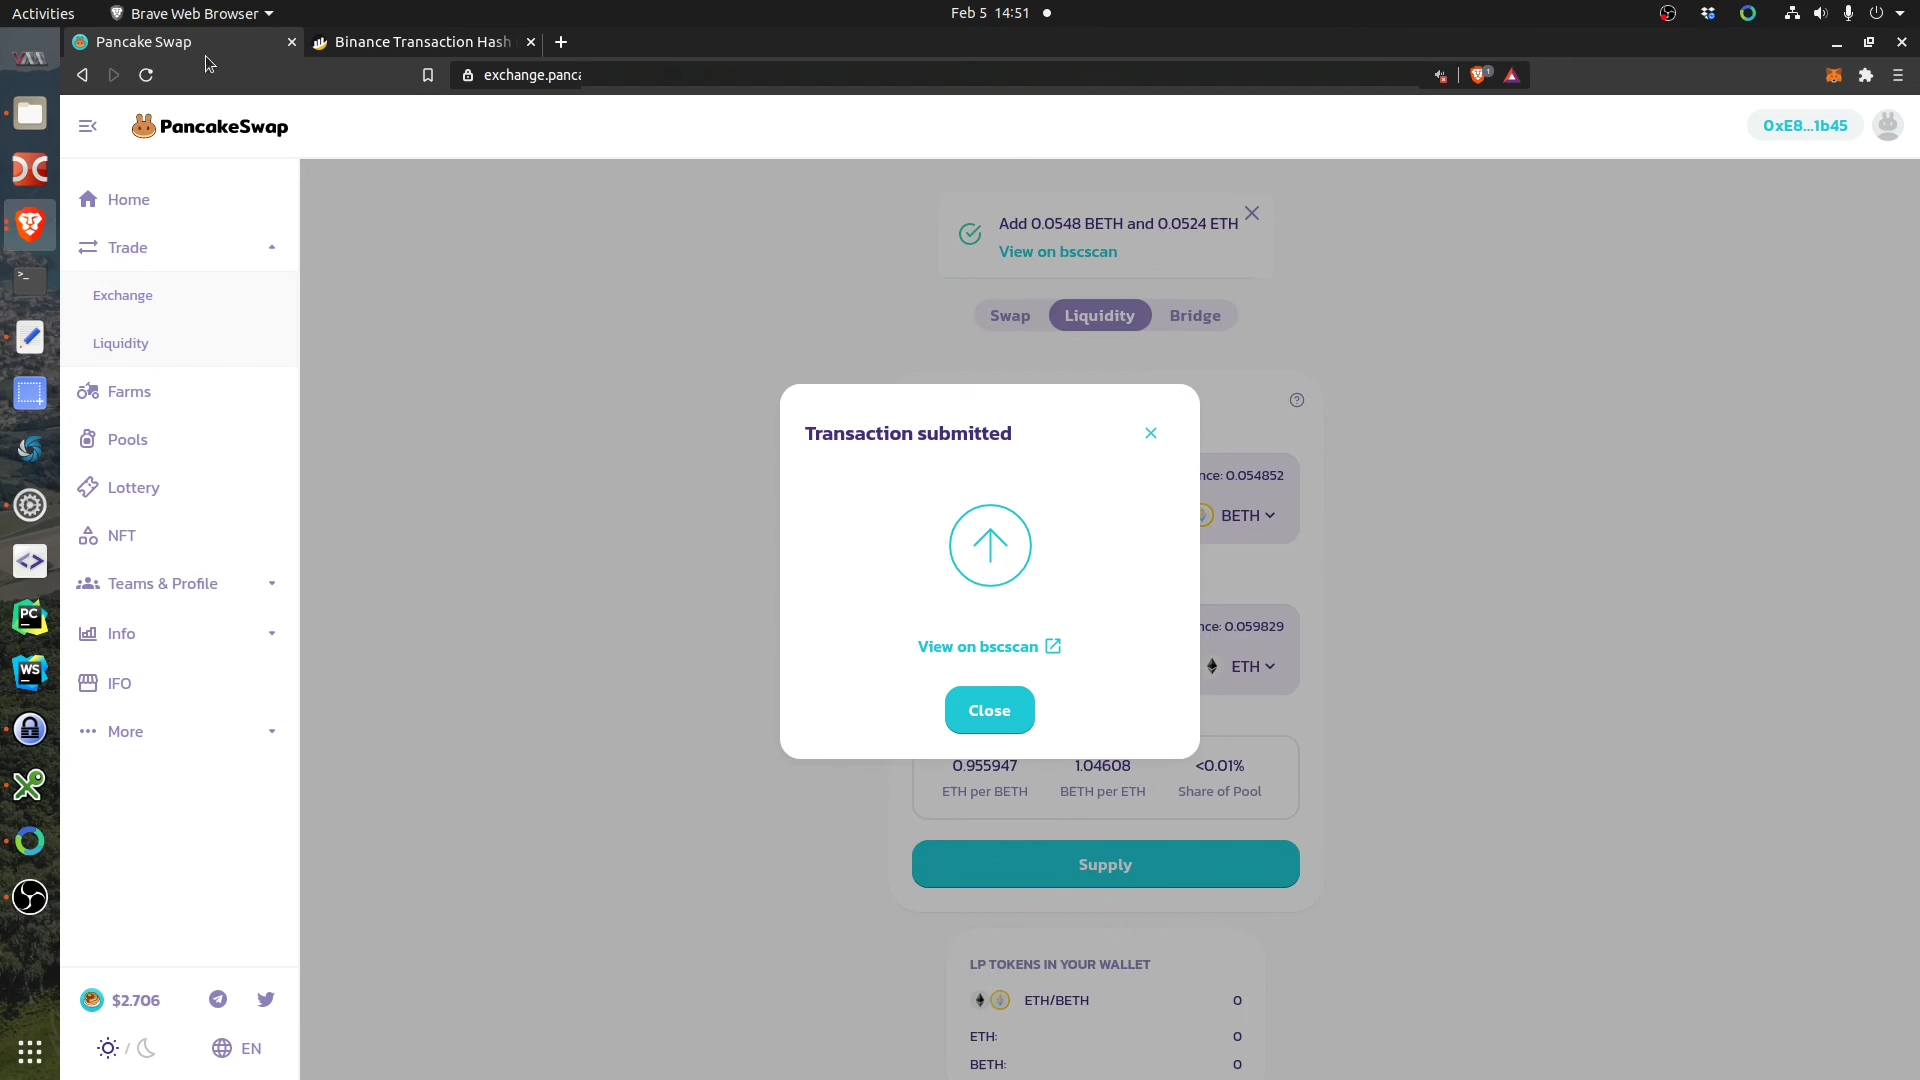 Activities
Brave Web Browser
Feb 5 14:51
Pancake Swap
Binance Transaction Hash
exchange.panca
1
PancakeSwap
0xE8...1b45
Home
Trade
Exchange
Liquidity
Farms
Pools
Lottery
NFT
Teams & Profile
Info
IFO
More
$2.706
/
EN
Add 0.0548 BETH and 0.0524 ETH
View on bscscan
Swap
Liquidity
Bridge
Transaction submitted
View on bscscan
Close
nce: 0.054852
BETH
nce: 0.059829
ETH
0.955947
1.04608
<0.01%
ETH per BETH
BETH per ETH
Share of Pool
Supply
LP TOKENS IN YOUR WALLET
ETH/BETH
0
ETH:
0
BETH:
0
PC
WS